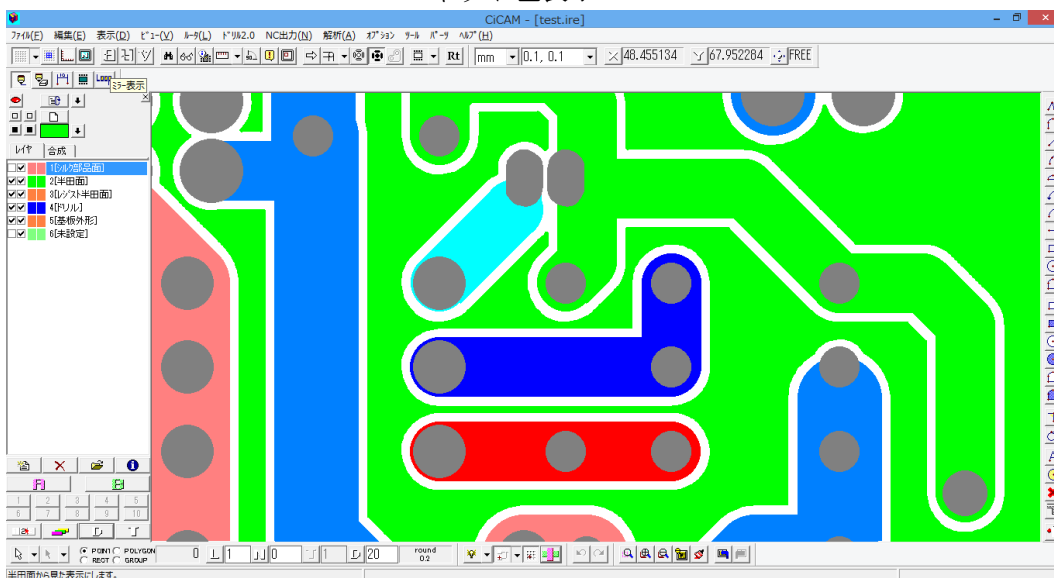 CiCAM - [test.ire]
ファイル(F) 編集(E) 表示(D) ビュー(V) ルータ(L) ドリル2.0 NC出力(N) 解析(A) オプション ツール パーツ ヘルプ(H)
Rt mm 0.1, 0.1 X 48.455134 Y 67.952284 FREE
Loop
ミラー表示
レイヤ 合成
1[シルク部品面]
2[半田面]
3[レジスト半田面]
4[ドリル]
5[基板外形]
6[未設定]
1 2 3 4 5
6 7 8 9 10
POINT POLYGON
RECT GROUP
0 1 0 1 D 20 round 0.2
半田面から見た表示にします。